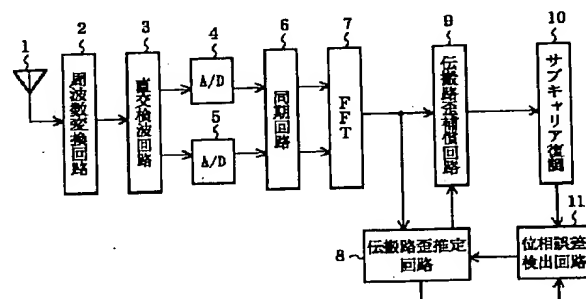 1
2
3
4
5
6
7
8
9
10
11
周波数変換回路
直交検波回路
A/D
A/D
同期回路
FFT
伝搬路歪補償回路
サブキャリア復調
伝搬路歪推定
回路
位相誤差
検出回路